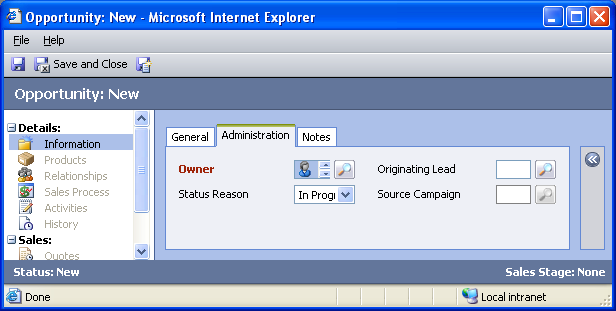 Opportunity: New - Microsoft Internet Explorer
File Help
Save and Close
Opportunity: New
Details:
Information
Products
Relationships
Sales Process
Activities
History
Sales:
Quotes
General Administration Notes
Owner Originating Lead
Status Reason In Progr Source Campaign
Status: New Sales Stage: None
Done Local intranet